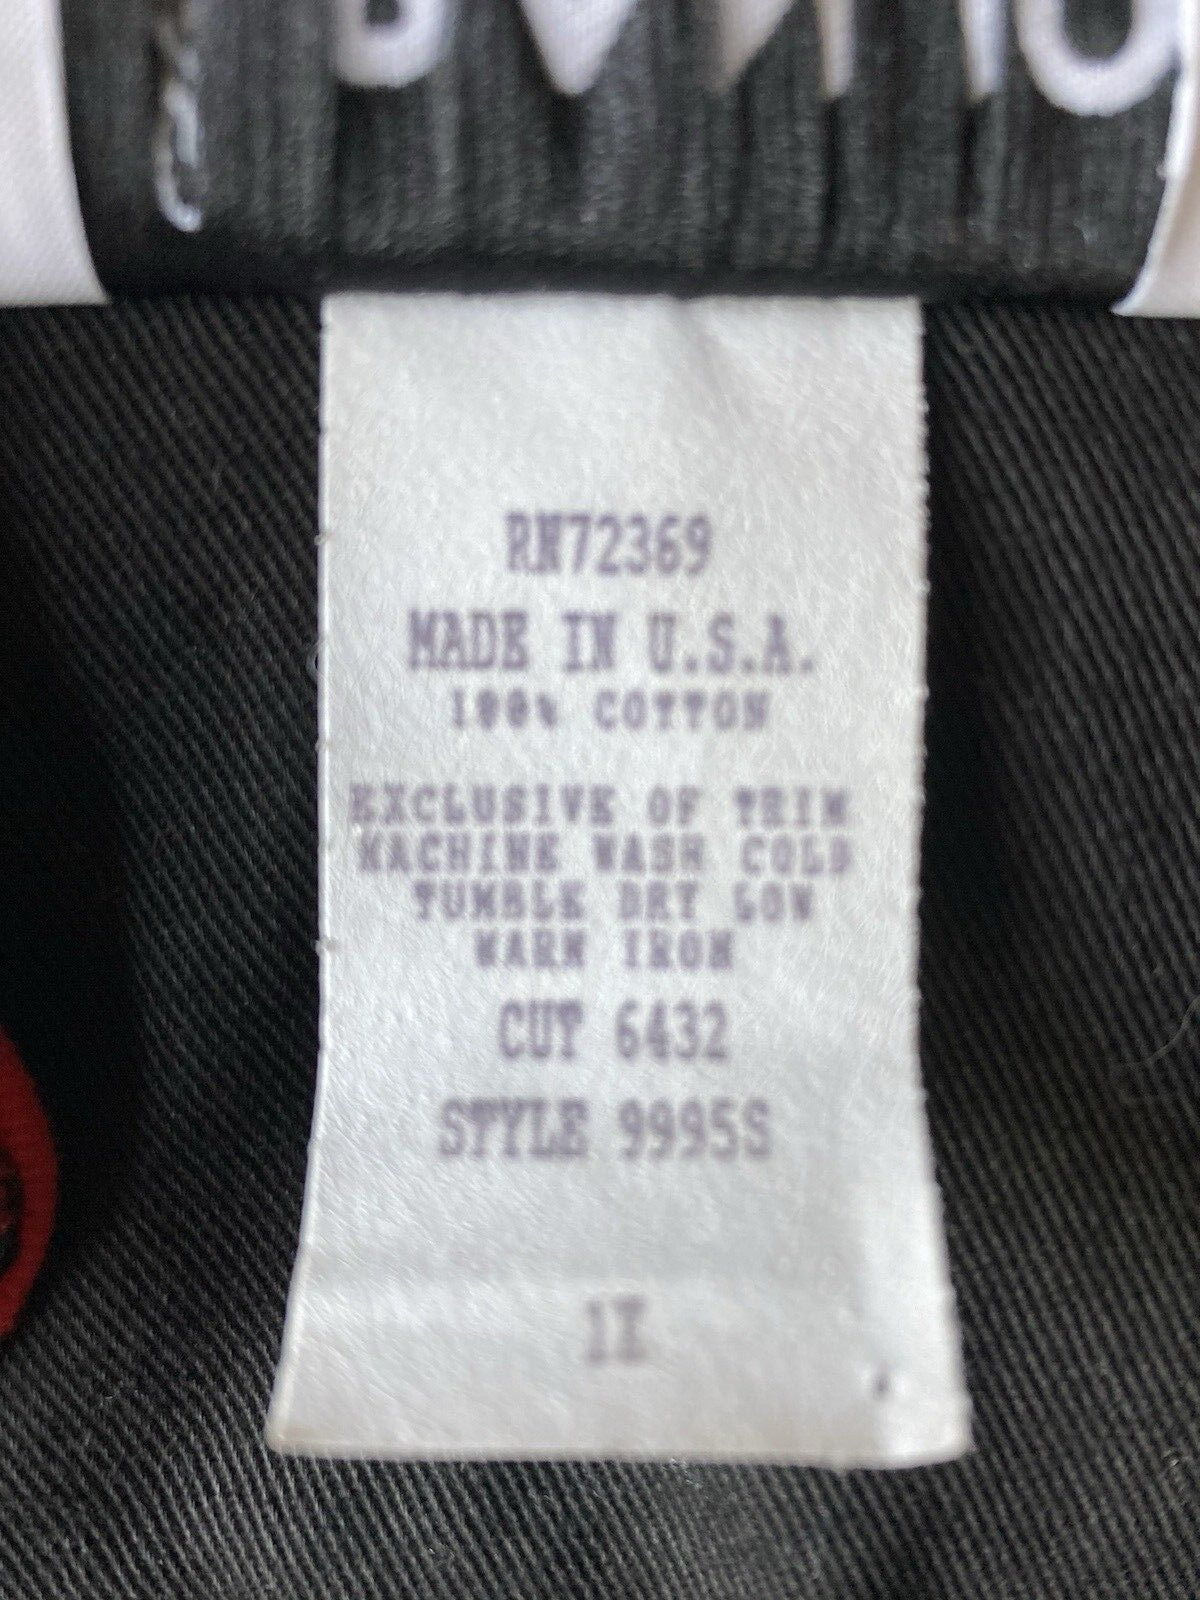 RN72369
MADE IN U.S.A.
100% COTTON
EXCLUSIVE OF TRIM
MACHINE WASH COLD
TUMBLE DRY LOW
WARM IRON
CUT 6432
STYLE 9995S
1X